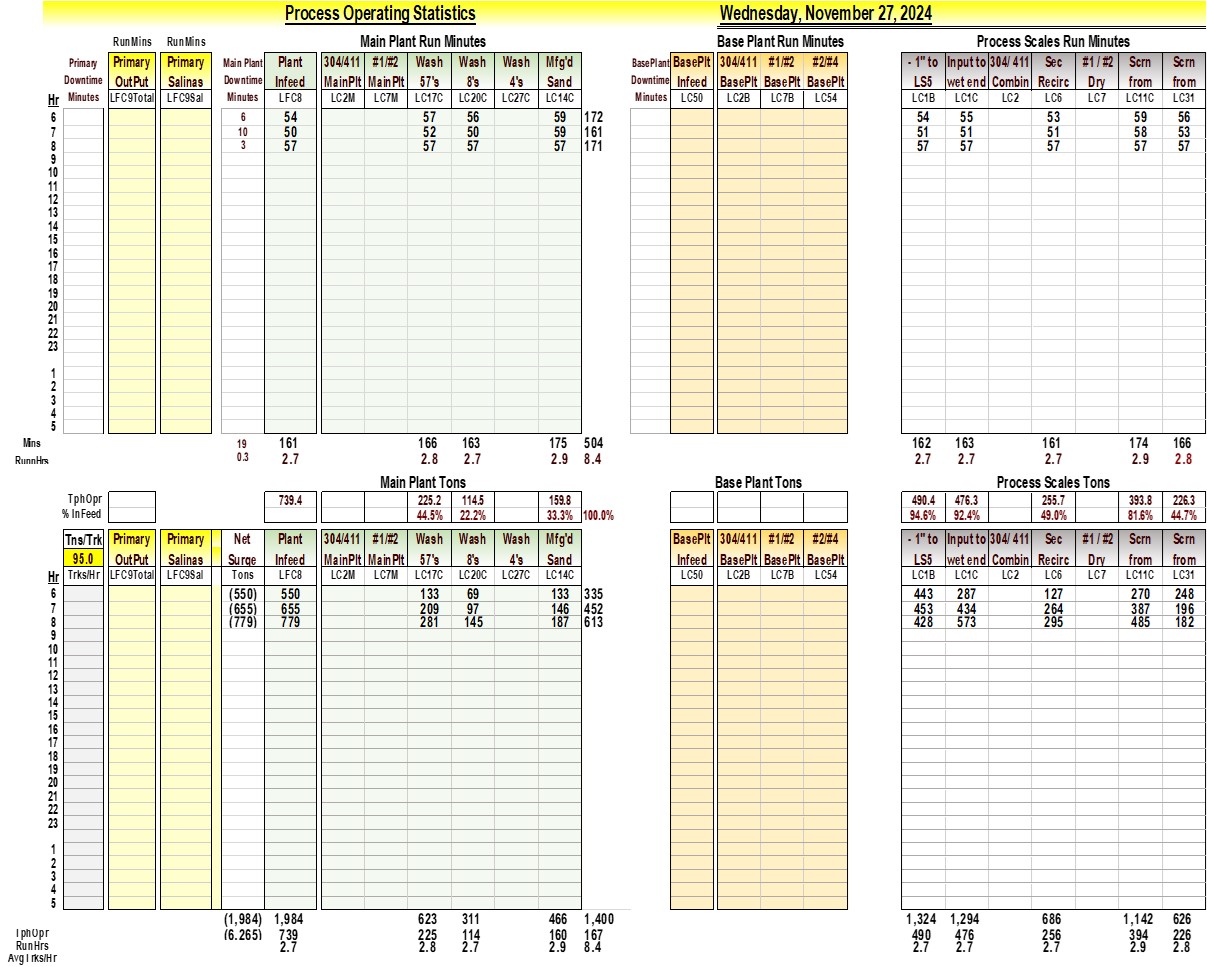 Process Operating Statistics Wednesday, November 27, 2024
RunMins RunMins Main Plant Run Minutes Base Plant Run Minutes Process Scales Run Minutes
Primary Primary Primary Main Plant Plant 304/411 #1/#2 Wash Wash Wash Mfg'd BasePlant BasePlt 304/411 #1/#2 #2/#4 - 1" to Input to 304/ 411 Sec #1 / #2 Scrn Scrn
Downtime OutPut Salinas Downtime Infeed MainPlt MainPlt 57's 8's 4's Sand Downtime Infeed BasePlt BasePlt BasePlt LS5 wet end Combin Recirc Dry from from
Hr Minutes LFC9Total LFC9Sal Minutes LFC8 LC2M LC7M LC17C LC20C LC27C LC14C Minutes LC50 LC2B LC7B LC54 LC1B LC1C LC2 LC6 LC7 LC11C LC31
6 6 54 57 56 59 172 54 55 53 59 56
7 10 50 52 50 59 161 51 51 51 58 53
8 3 57 57 57 57 171 57 57 57 57 57
9
10
11
12
13
14
15
16
17
18
19
20
21
22
23
1
2
3
4
5
Mins 19 161 166 163 175 504 162 163 161 174 166
RunnHrs 0.3 2.7 2.8 2.7 2.9 8.4 2.7 2.7 2.7 2.9 2.8
Main Plant Tons Base Plant Tons Process Scales Tons
TphOpr 739.4 225.2 114.5 159.8 490.4 476.3 255.7 393.8 226.3
% InFeed 44.5% 22.2% 33.3% 100.0% 94.6% 92.4% 49.0% 81.6% 44.7%
Tns/Trk Primary Primary Net Plant 304/411 #1/#2 Wash Wash Wash Mfg'd BasePlt 304/411 #1/#2 #2/#4 - 1" to Input to 304/ 411 Sec #1 / #2 Scrn Scrn
95.0 OutPut Salinas Surge Infeed MainPlt MainPlt 57's 8's 4's Sand Infeed BasePlt BasePlt BasePlt LS5 wet end Combin Recirc Dry from from
Hr Trks/Hr LFC9Total LFC9Sal Tons LFC8 LC2M LC7M LC17C LC20C LC27C LC14C LC50 LC2B LC7B LC54 LC1B LC1C LC2 LC6 LC7 LC11C LC31
6 (550) 550 133 69 133 335 443 287 127 270 248
7 (655) 655 209 97 146 452 453 434 264 387 196
8 (779) 779 281 145 187 613 428 573 295 485 182
9
10
11
12
13
14
15
16
17
18
19
20
21
22
23
1
2
3
4
5
(1,984) 1,984 623 311 466 1,400 1,324 1,294 686 1,142 626
TphOpr (6,265) 739 225 114 160 167 490 476 256 394 226
RunHrs 2.7 2.8 2.7 2.9 8.4 2.7 2.7 2.7 2.9 2.8
AvgTrks/Hr